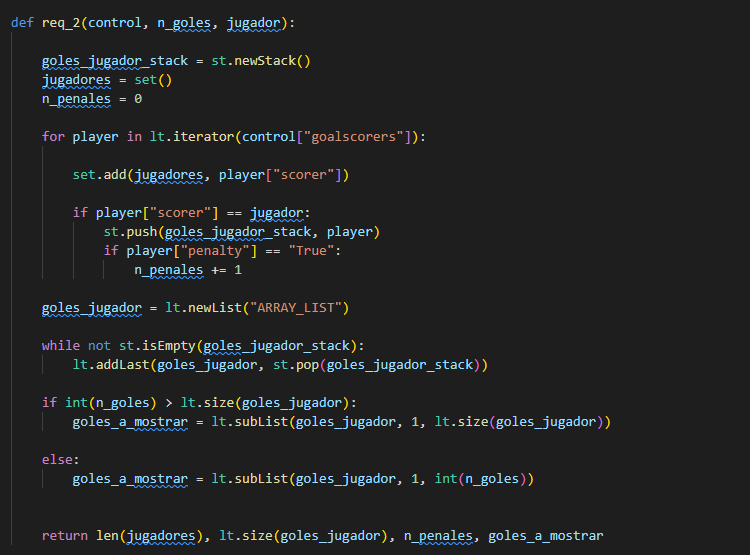 def req_2(control, n_goles, jugador):
goles_jugador_stack = st.newStack()
jugadores = set()
n_penales = 0
for player in lt.iterator(control["goalscorers"]):
set.add(jugadores, player["scorer"])
if player["scorer"] == jugador:
st.push(goles_jugador_stack, player)
if player["penalty"] == "True":
n_penales += 1
goles_jugador = lt.newList("ARRAY_LIST")
while not st.isEmpty(goles_jugador_stack):
lt.addLast(goles_jugador, st.pop(goles_jugador_stack))
if int(n_goles) > lt.size(goles_jugador):
goles_a_mostrar = lt.subList(goles_jugador, 1, lt.size(goles_jugador))
else:
goles_a_mostrar = lt.subList(goles_jugador, 1, int(n_goles))
return len(jugadores), lt.size(goles_jugador), n_penales, goles_a_mostrar